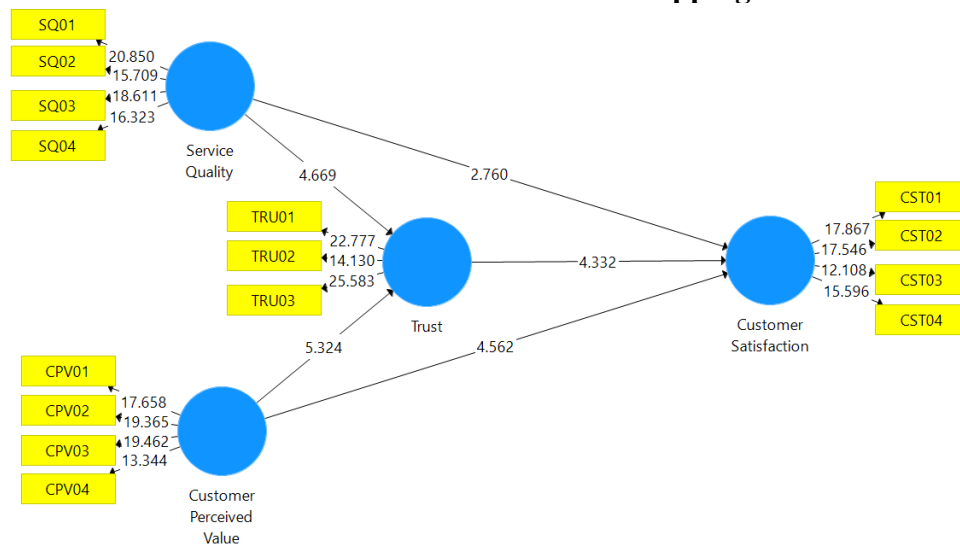 SQ01
SQ02
SQ03
SQ04
20.850
15.709
18.611
16.323
Service
Quality
4.669
2.760
TRU01
TRU02
TRU03
22.777
14.130
25.583
Trust
4.332
CST01
CST02
CST03
CST04
17.867
17.546
12.108
15.596
Customer
Satisfaction
5.324
4.562
CPV01
CPV02
CPV03
CPV04
17.658
19.365
19.462
13.344
Customer
Perceived
Value